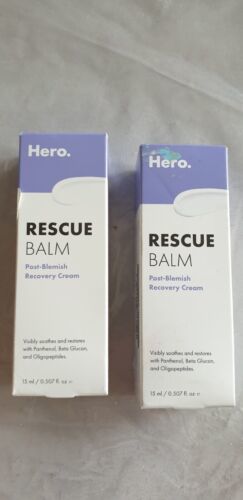 Hero.
RESCUE
BALM
Post-Blemish
Recovery Cream
Visibly soothes and restores
with Panthenol, Beta Glucan,
and Oligopeptides.
15 ml / 0.507 fl. oz ℮
Hero.
RESCUE
BALM
Post-Blemish
Recovery Cream
Visibly soothes and restores
with Panthenol, Beta Glucan,
and Oligopeptides.
15 ml / 0.507 fl. oz ℮